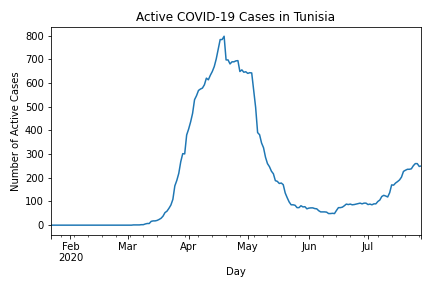 Active COVID-19 Cases in Tunisia
Number of Active Cases
800
700
600
500
400
300
200
100
0
Feb Mar Apr May Jun Jul
2020
Day